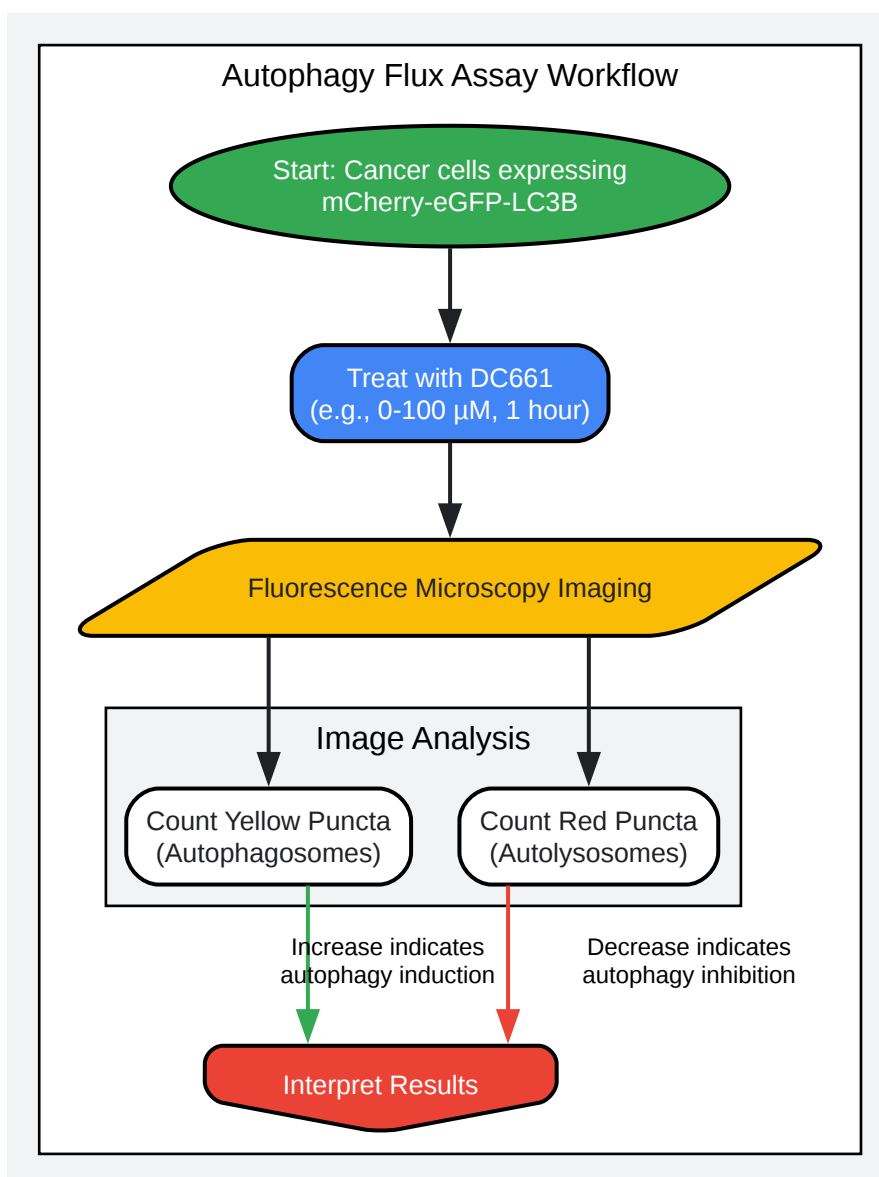 Autophagy Flux Assay Workflow
Start: Cancer cells expressing
mCherry-eGFP-LC3B
Treat with DC661
(e.g., 0-100 µM, 1 hour)
Fluorescence Microscopy Imaging
Image Analysis
Count Yellow Puncta
(Autophagosomes)
Count Red Puncta
(Autolysosomes)
Increase indicates
autophagy induction
Decrease indicates
autophagy inhibition
Interpret Results